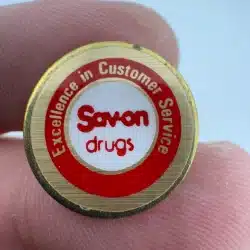 Excellence in Customer Service
Sav-on
drugs